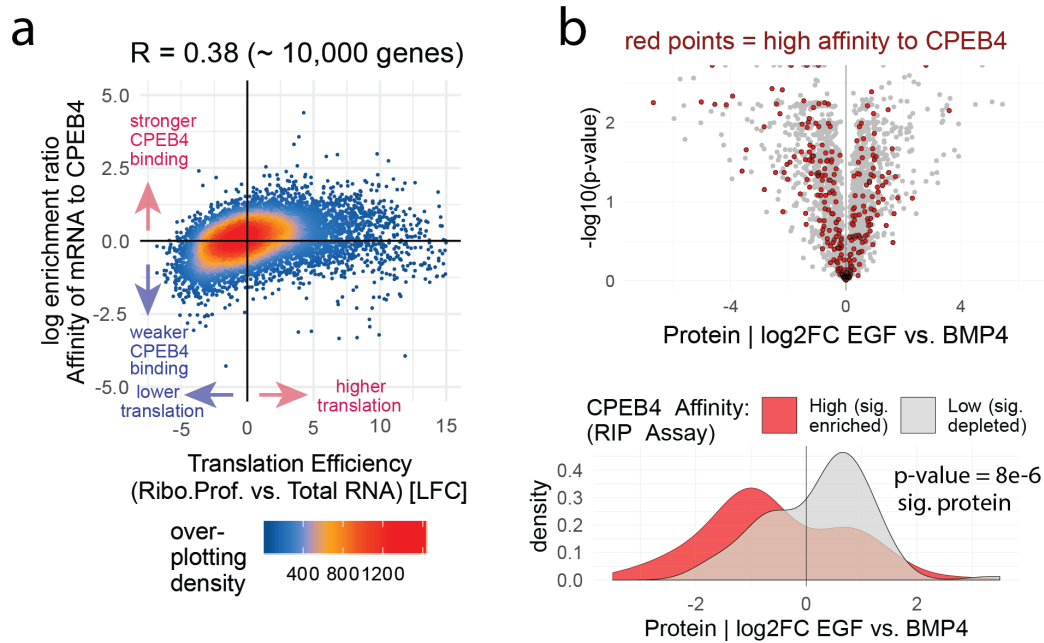 a
R = 0.38 (~ 10,000 genes)
log enrichment ratio
Affinity of mRNA to CPEB4
5.0
2.5
0.0
-2.5
-5.0
stronger
CPEB4
binding
weaker
CPEB4
binding
lower
translation
higher
translation
-5
0
5
10
15
Translation Efficiency
(Ribo.Prof. vs. Total RNA) [LFC]
over-
plotting
density
400 800 1200
b
red points = high affinity to CPEB4
-log10(p-value)
2
1
0
-4
0
4
Protein | log2FC EGF vs. BMP4
CPEB4 Affinity:
(RIP Assay)
High (sig.
enriched)
Low (sig.
depleted)
p-value = 8e-6
sig. protein
density
0.4
0.3
0.2
0.1
0.0
-2
0
2
Protein | log2FC EGF vs. BMP4